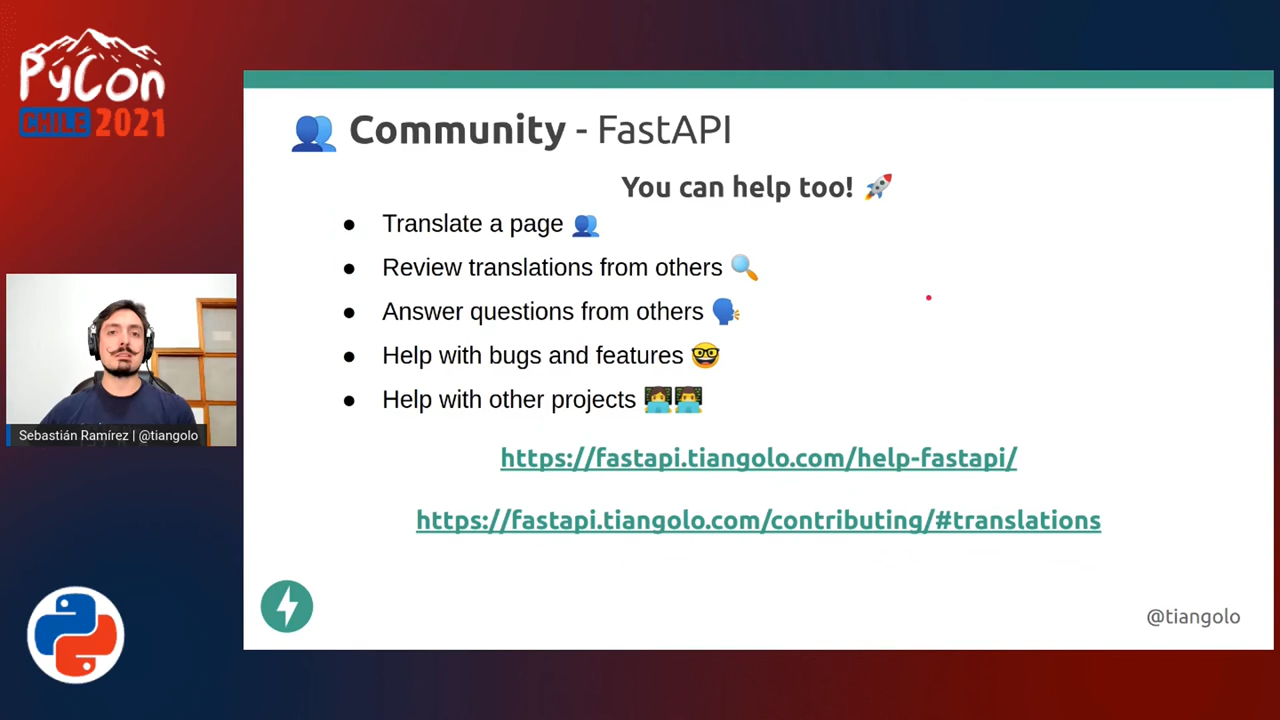 PyCon
CHILE 2021
Community - FastAPI
You can help too! 🚀
● Translate a page 👥
● Review translations from others 🔍
● Answer questions from others 🗣️
● Help with bugs and features 🤓
● Help with other projects 👩‍💻👨‍💻
https://fastapi.tiangolo.com/help-fastapi/
https://fastapi.tiangolo.com/contributing/#translations
@tiangolo
Sebastián Ramírez | @tiangolo